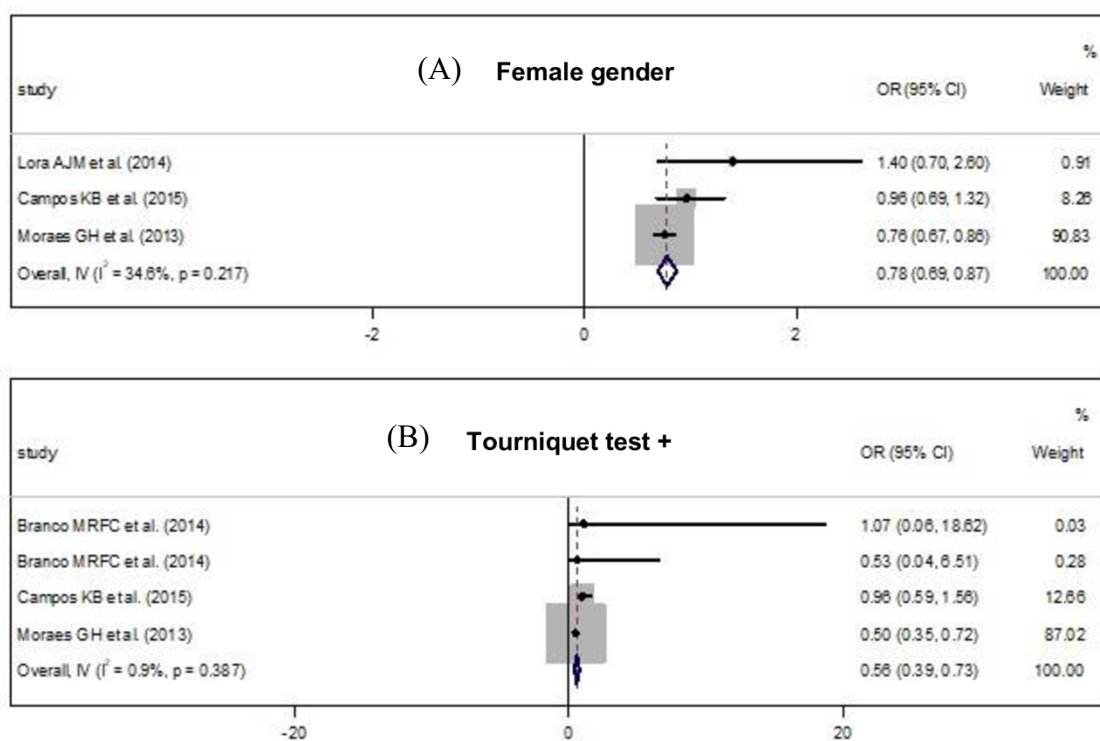 (A) Female gender
%
study OR (95% CI) Weight
Lora AJM et al. (2014) 1.40 (0.70, 2.60) 0.91
Campos KB et al. (2015) 0.96 (0.69, 1.32) 8.26
Moraes GH et al. (2013) 0.76 (0.67, 0.86) 90.83
Overall, IV (I² = 34.6%, p = 0.217) 0.78 (0.69, 0.87) 100.00
-2 0 2
%
(B) Tourniquet test +
study OR (95% CI) Weight
Branco MRFC et al. (2014) 1.07 (0.06, 18.62) 0.03
Branco MRFC et al. (2014) 0.53 (0.04, 6.51) 0.28
Campos KB et al. (2015) 0.96 (0.59, 1.56) 12.66
Moraes GH et al. (2013) 0.50 (0.35, 0.72) 87.02
Overall, IV (I² = 0.9%, p = 0.387) 0.56 (0.39, 0.73) 100.00
-20 0 20